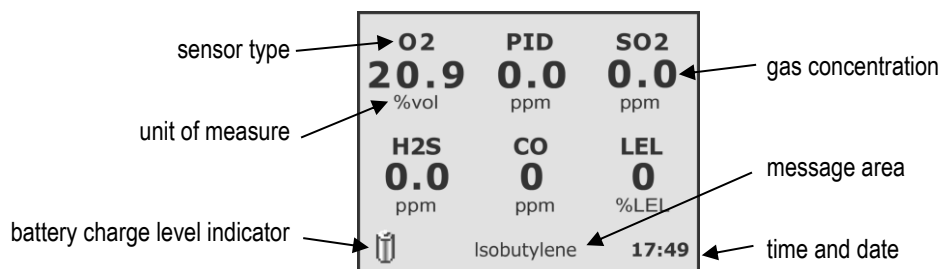 sensor type
O2 PID SO2
20.9 0.0 0.0
gas concentration
%vol ppm ppm
unit of measure
H2S CO LEL
0.0 0 0
message area
ppm ppm %LEL
battery charge level indicator
Isobutylene 17:49
time and date